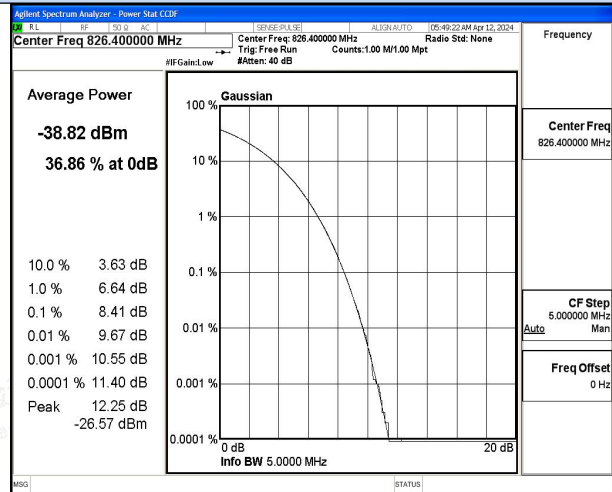 Agilent Spectrum Analyzer - Power Stat CCDF
RL RF 50 Ω AC SENSE:PULSE ALIGN AUTO 05:49:22 AM Apr 12, 2024
Center Freq 826.400000 MHz
Center Freq: 826.400000 MHz Radio Std: None
Trig: Free Run Counts:1.00 M/1.00 Mpt
#IFGain:Low #Atten: 40 dB
Frequency
Average Power
-38.82 dBm
36.86 % at 0dB
10.0 % 3.63 dB
1.0 % 6.64 dB
0.1 % 8.41 dB
0.01 % 9.67 dB
0.001 % 10.55 dB
0.0001 % 11.40 dB
Peak 12.25 dB
-26.57 dBm
Gaussian
100 %
10 %
1 %
0.1 %
0.01 %
0.001 %
0.0001 %
0 dB 20 dB
Info BW 5.0000 MHz
Center Freq
826.400000 MHz
CF Step
5.000000 MHz
Auto Man
Freq Offset
0 Hz
MSG STATUS